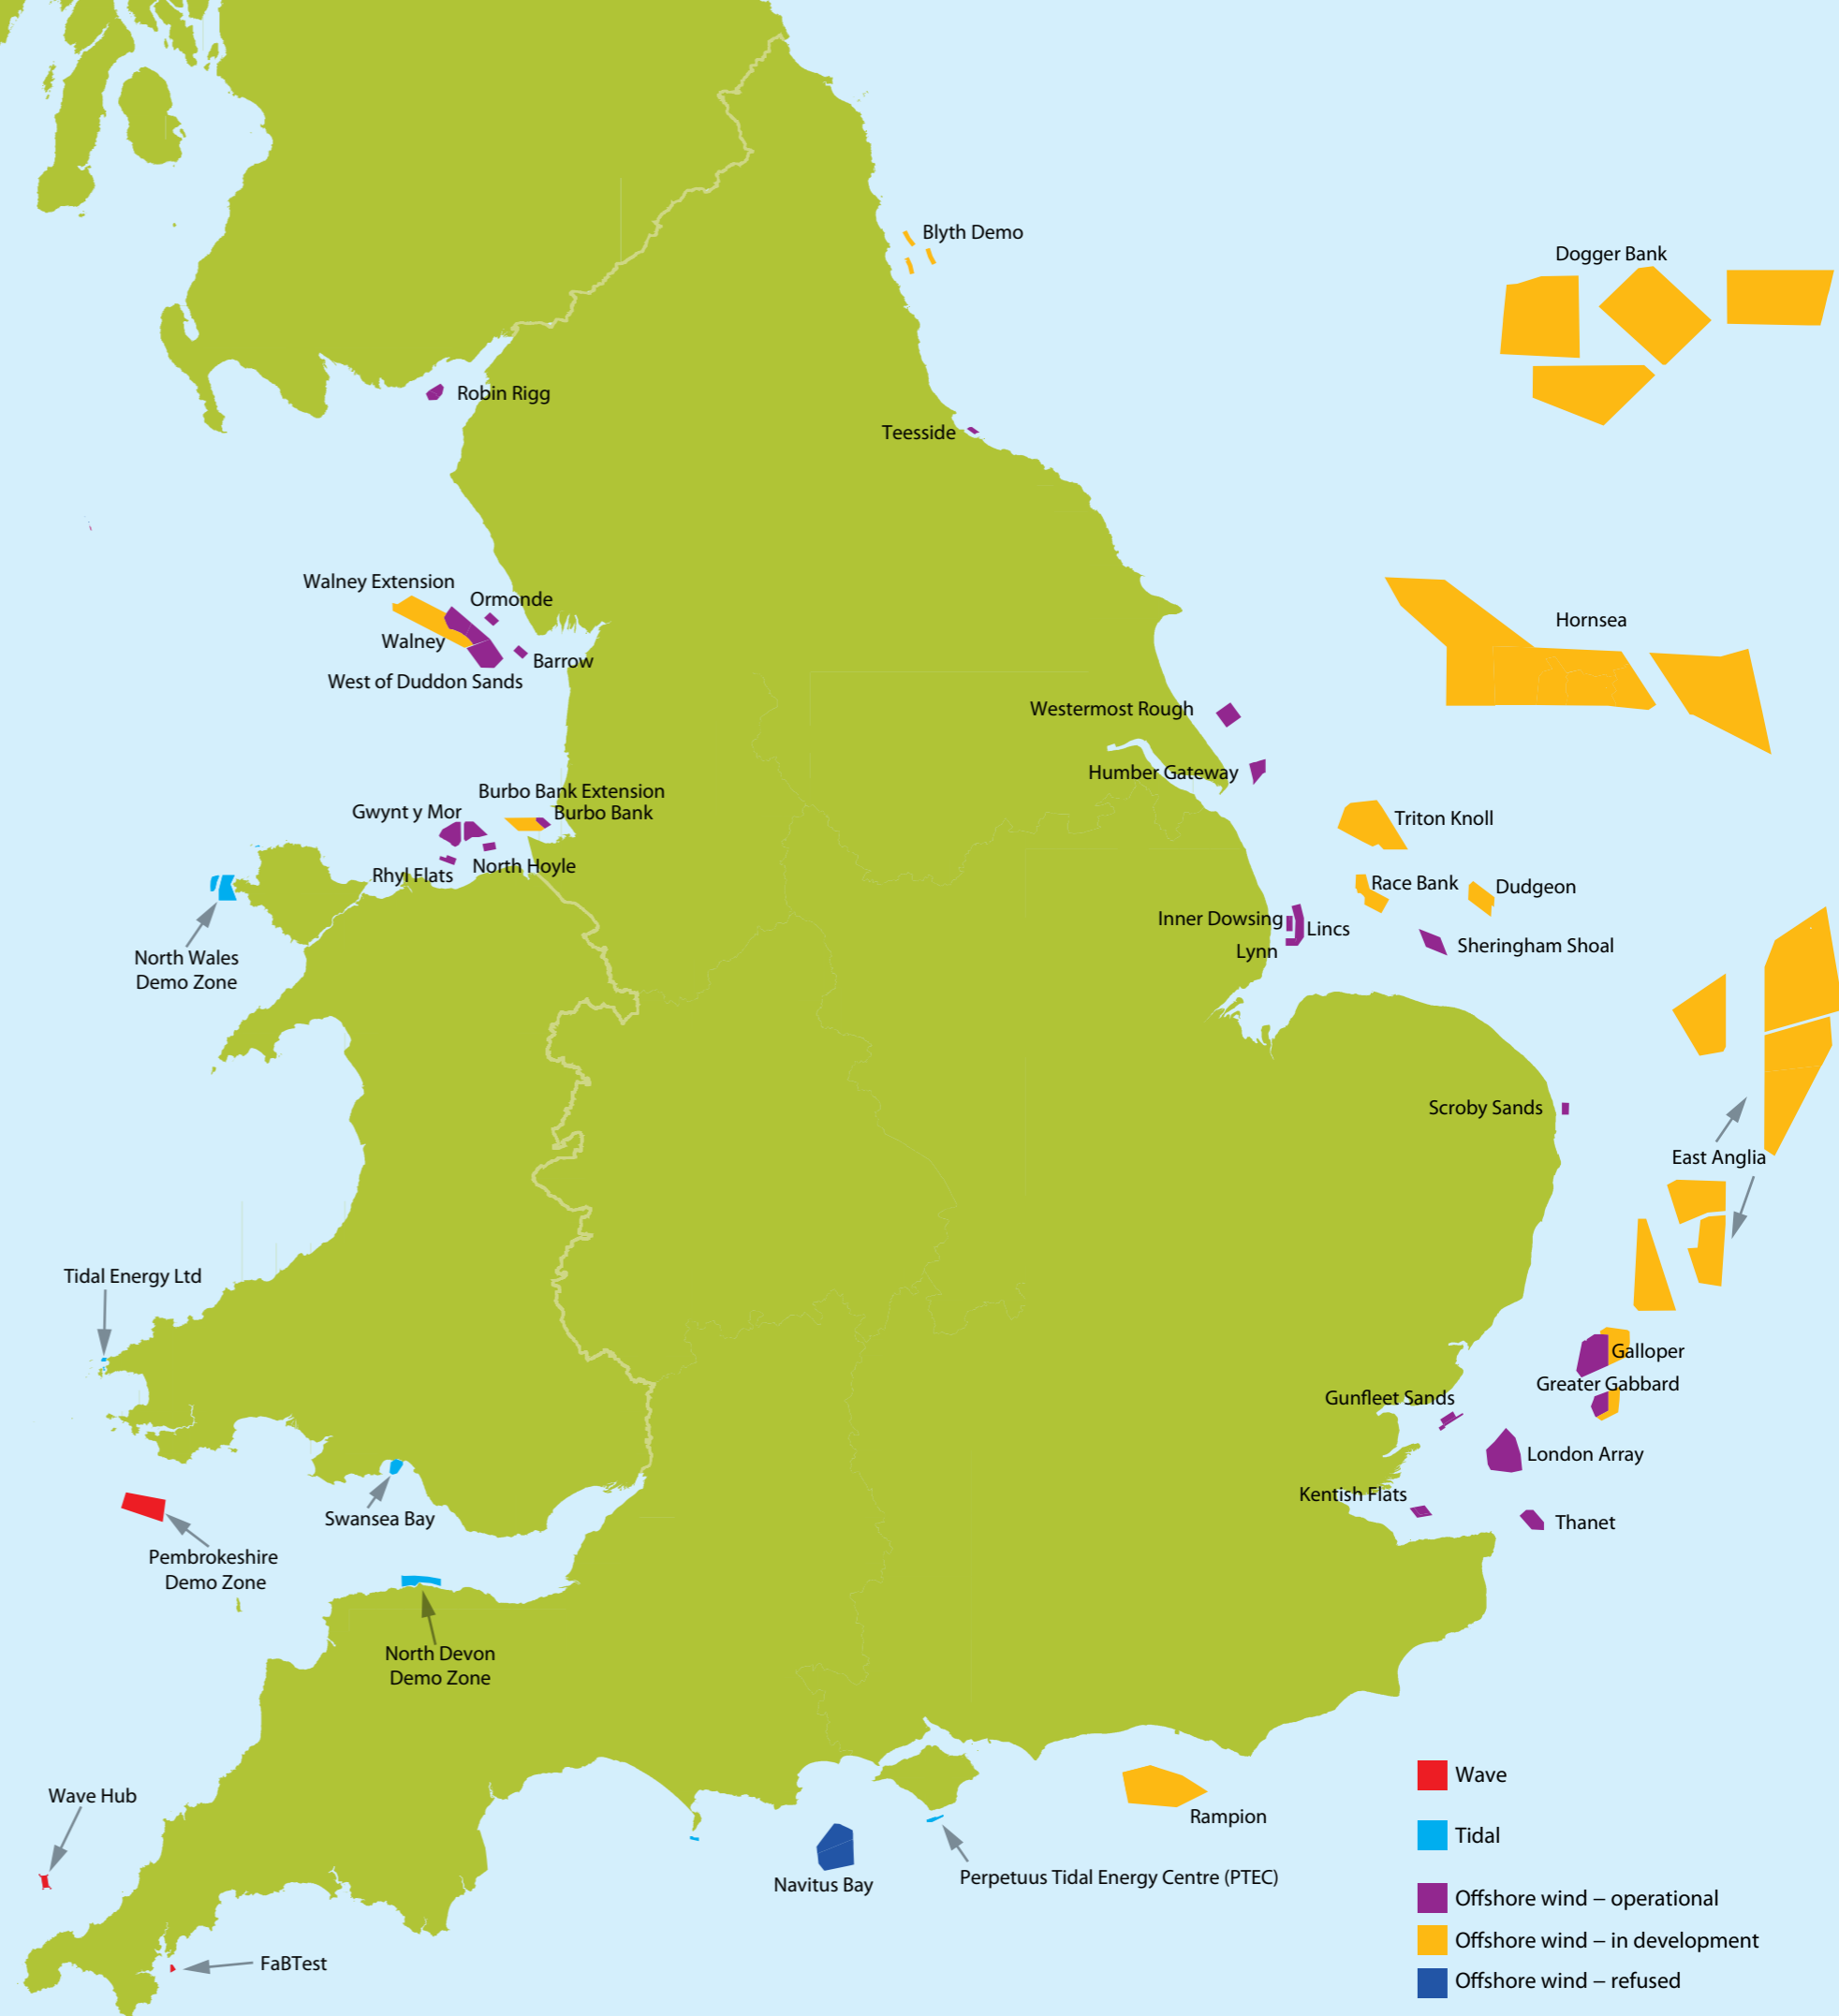 Blyth Demo
Dogger Bank
Robin Rigg
Teesside
Walney Extension
Ormonde
Hornsea
Walney
Barrow
West of Duddon Sands
Westermost Rough
Humber Gateway
Burbo Bank Extension
Gwynt y Mor
Burbo Bank
Triton Knoll
North Hoyle
Rhyl Flats
Race Bank
Dudgeon
Inner Dowsing
Lincs
Lynn
Sheringham Shoal
North Wales
Demo Zone
Scroby Sands
East Anglia
Tidal Energy Ltd
Galloper
Greater Gabbard
Gunfleet Sands
London Array
Kentish Flats
Thanet
Swansea Bay
Pembrokeshire
Demo Zone
North Devon
Demo Zone
Wave Hub
Rampion
Perpetuus Tidal Energy Centre (PTEC)
Navitus Bay
FaBTest
Wave
Tidal
Offshore wind – operational
Offshore wind – in development
Offshore wind – refused